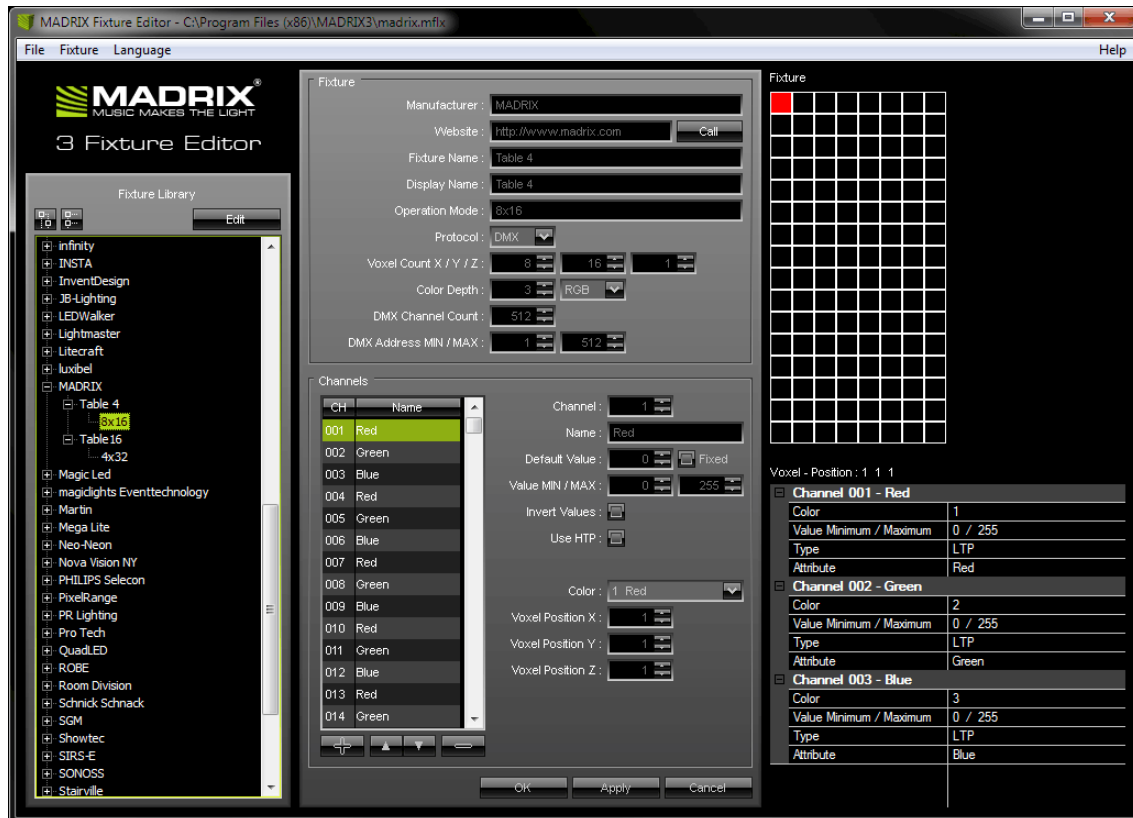 MADRIX Fixture Editor - C:\Program Files (x86)\MADRIX3\madrix.mflx
File Fixture Language Help
MADRIX®
MUSIC MAKES THE LIGHT
3 Fixture Editor
Fixture Library
Edit
infinity
INSTA
InventDesign
JB-Lighting
LEDWalker
Lightmaster
Litecraft
luxibel
MADRIX
Table 4
8x16
Table16
4x32
Magic Led
magiclights Eventtechnology
Martin
Mega Lite
Neo-Neon
Nova Vision NY
PHILIPS Selecon
PixelRange
PR Lighting
Pro Tech
QuadLED
ROBE
Room Division
Schnick Schnack
SGM
Showtec
SIRS-E
SONOSS
Stairville
Fixture
Manufacturer : MADRIX
Website : http://www.madrix.com Call
Fixture Name : Table 4
Display Name : Table 4
Operation Mode : 8x16
Protocol : DMX
Voxel Count X / Y / Z : 8 16 1
Color Depth : 3 RGB
DMX Channel Count : 512
DMX Address MIN / MAX : 1 512
Channels
CH Name
001 Red
002 Green
003 Blue
004 Red
005 Green
006 Blue
007 Red
008 Green
009 Blue
010 Red
011 Green
012 Blue
013 Red
014 Green
Channel : 1
Name : Red
Default Value : 0 Fixed
Value MIN / MAX : 0 255
Invert Values :
Use HTP :
Color : 1 Red
Voxel Position X : 1
Voxel Position Y : 1
Voxel Position Z : 1
OK Apply Cancel
Fixture
Voxel - Position : 1 1 1
Channel 001 - Red
Color 1
Value Minimum / Maximum 0 / 255
Type LTP
Attribute Red
Channel 002 - Green
Color 2
Value Minimum / Maximum 0 / 255
Type LTP
Attribute Green
Channel 003 - Blue
Color 3
Value Minimum / Maximum 0 / 255
Type LTP
Attribute Blue